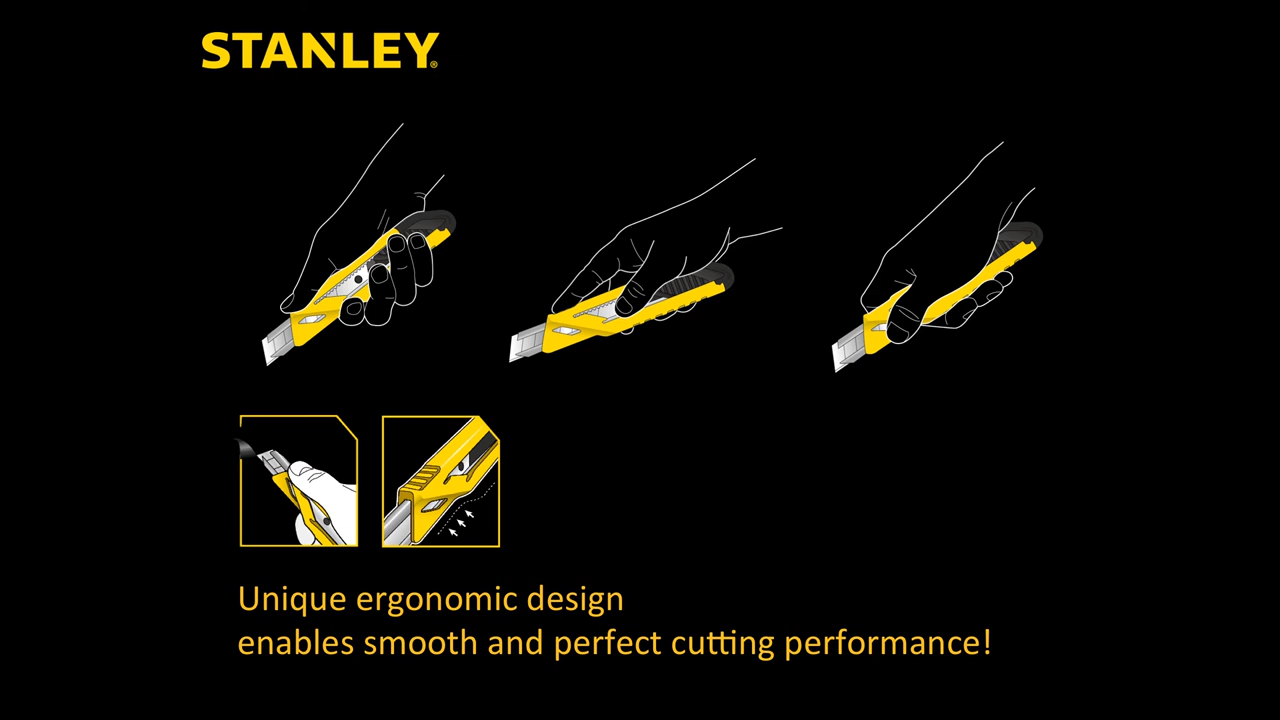 STANLEY®
Unique ergonomic design
enables smooth and perfect cutting performance!